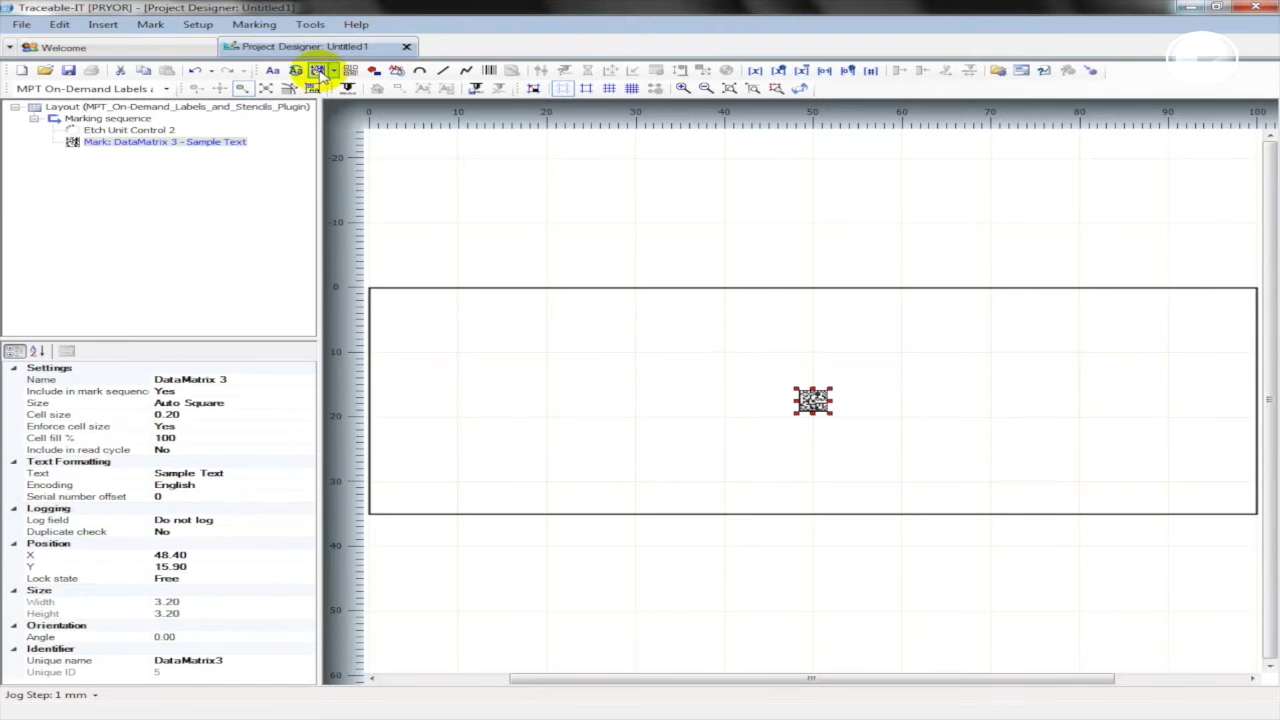 Traceable-IT [PRYOR] - [Project Designer: Untitled1]
File Edit Insert Mark Setup Marking Tools Help
Welcome Project Designer: Untitled1
MPT On-Demand Labels a
Layout (MPT_On-Demand_Labels_and_Stencils_Plugin)
Marking sequence
Etch Unit Control 2
Mark: DataMatrix 3 - Sample Text
0 10 20 30 40 50 60 70 80 90 100
-20
-10
0
10
20
30
40
50
60
Settings
Name DataMatrix 3
Include in mark sequenc Yes
Size Auto Square
Cell size 0.20
Enforce cell size Yes
Cell fill % 100
Include in read cycle No
Text Formatting
Text Sample Text
Encoding English
Serial number offset 0
Logging
Log field Do not log
Duplicate check No
Position
X 48.40
Y 15.90
Lock state Free
Size
Width 3.20
Height 3.20
Orientation
Angle 0.00
Identifier
Unique name DataMatrix3
Unique ID 5
Jog Step: 1 mm